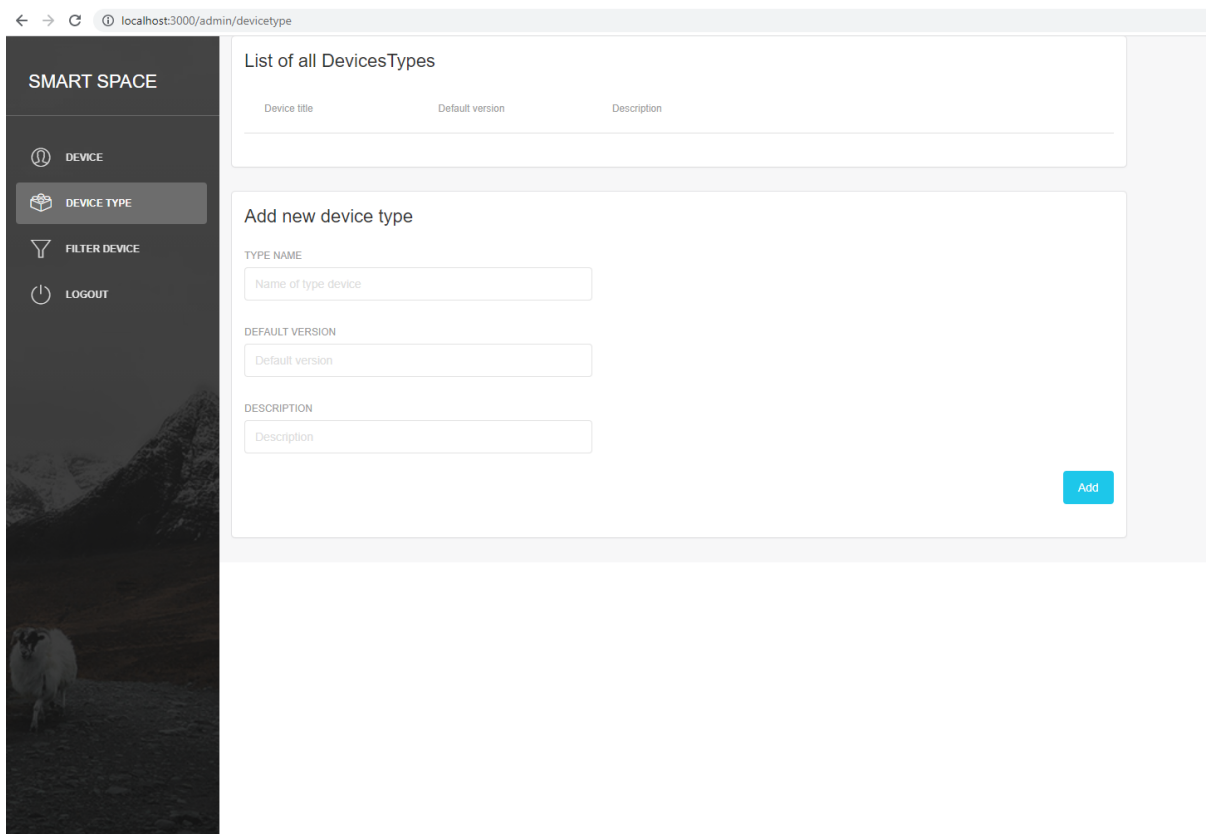 localhost:3000/admin/devicetype
SMART SPACE
DEVICE
DEVICE TYPE
FILTER DEVICE
LOGOUT
List of all DevicesTypes
Device title Default version Description
Add new device type
TYPE NAME
Name of type device
DEFAULT VERSION
Default version
DESCRIPTION
Description
Add